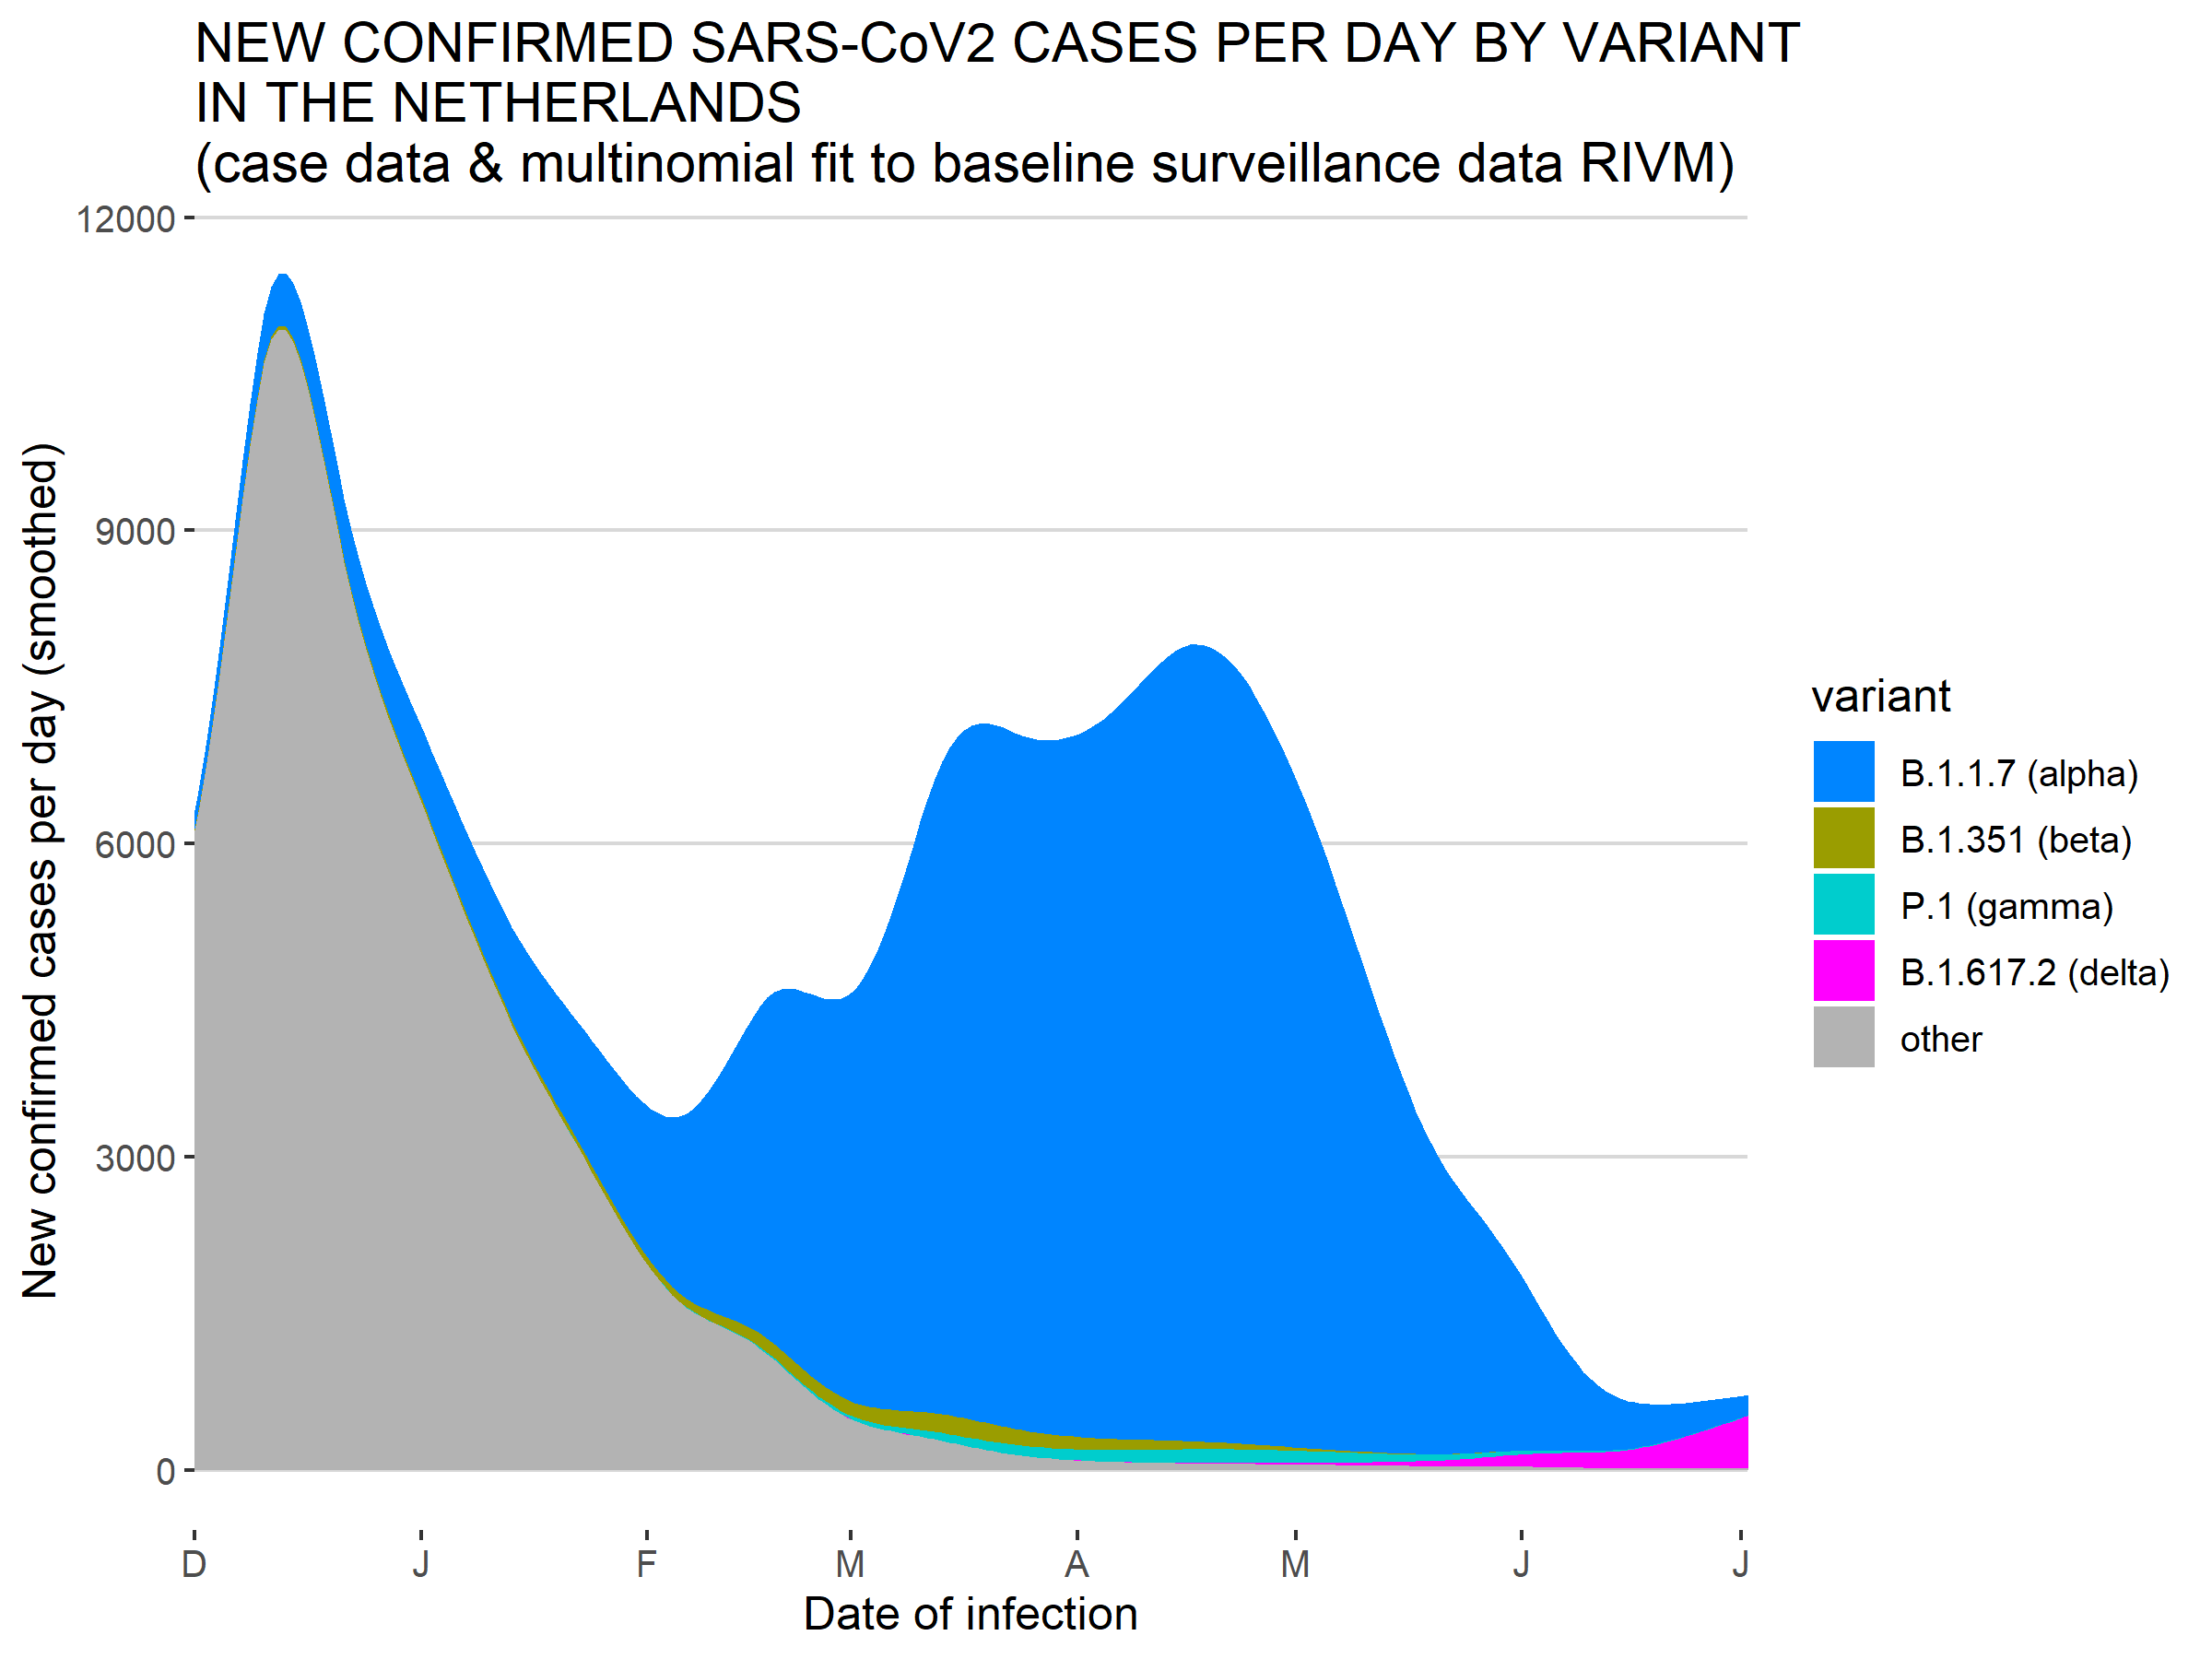 NEW CONFIRMED SARS-CoV2 CASES PER DAY BY VARIANT
IN THE NETHERLANDS
(case data & multinomial fit to baseline surveillance data RIVM)
New confirmed cases per day (smoothed)
12000
9000
6000
3000
0
D J F M A M J J
Date of infection
variant
B.1.1.7 (alpha)
B.1.351 (beta)
P.1 (gamma)
B.1.617.2 (delta)
other